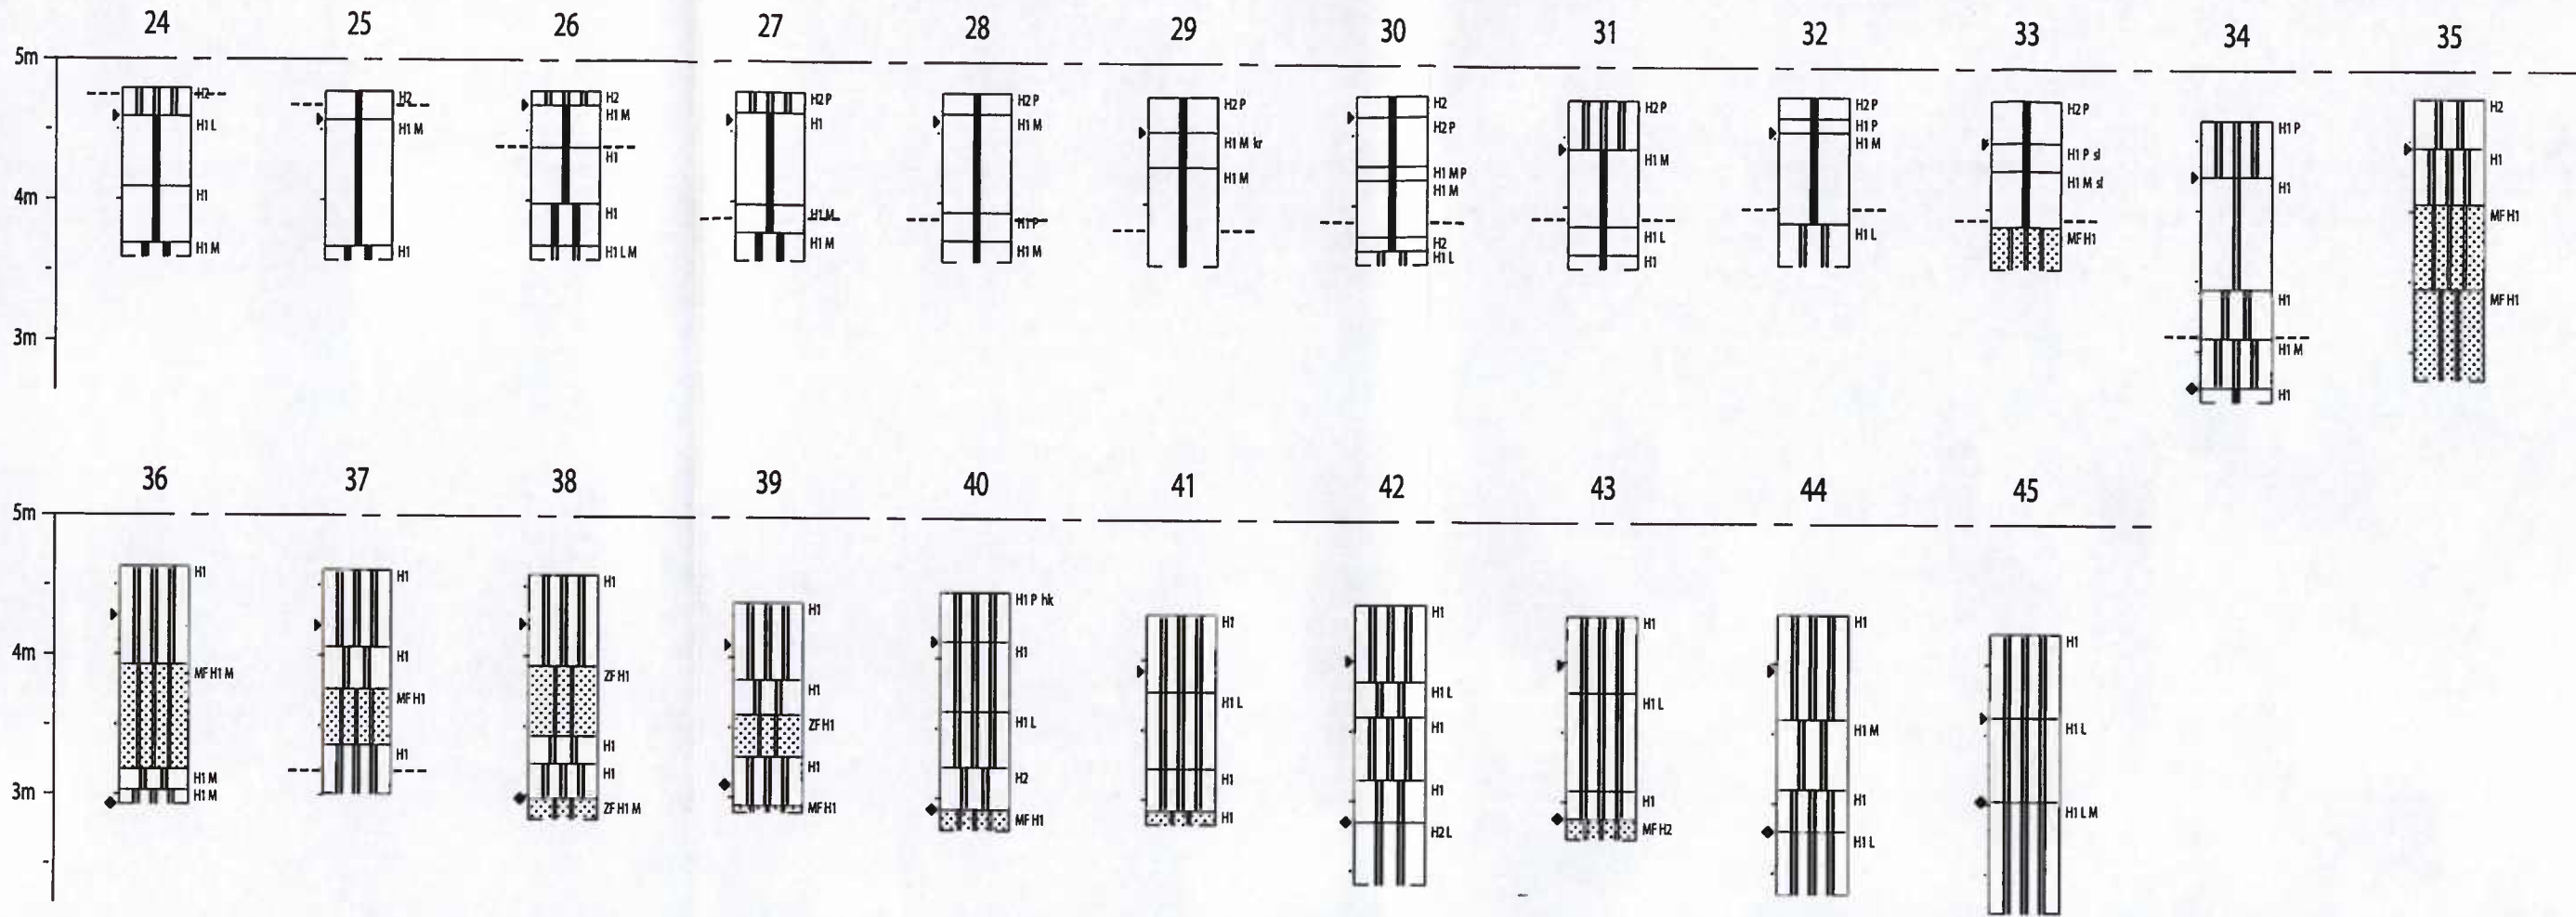 24 25 26 27 28 29 30 31 32 33 34 35
5m
4m
3m
H2
H1 L
H1
H1 M
H2
H1 M
H1
H2
H1 M
H1
H1
H1 L M
H2 P
H1
H1 M
H1 M
H2 P
H1 M
H1 P
H1 M
H2 P
H1 M kr
H1 M
H2
H2 P
H1 M P
H1 M
H2
H1 L
H2 P
H1 M
H1 L
H1
H2 P
H1 P
H1 M
H1 L
H2 P
H1 P sl
H1 M sl
MF H1
H1 P
H1
H1
H1 M
H1
H2
H1
MF H1
MF H1
36 37 38 39 40 41 42 43 44 45
5m
4m
3m
H1
MF H1 M
H1 M
H1 M
H1
H1
MF H1
H1
H1
ZF H1
H1
H1
ZF H1 M
H1
H1
ZF H1
H1
MF H1
H1 P hk
H1
H1 L
H2
MF H1
H1
H1 L
H1
H1
H1
H1 L
H1
H1
H2 L
H1
H1 L
H1
MF H2
H1
H1 M
H1
H1 L
H1
H1 L
H1 L M